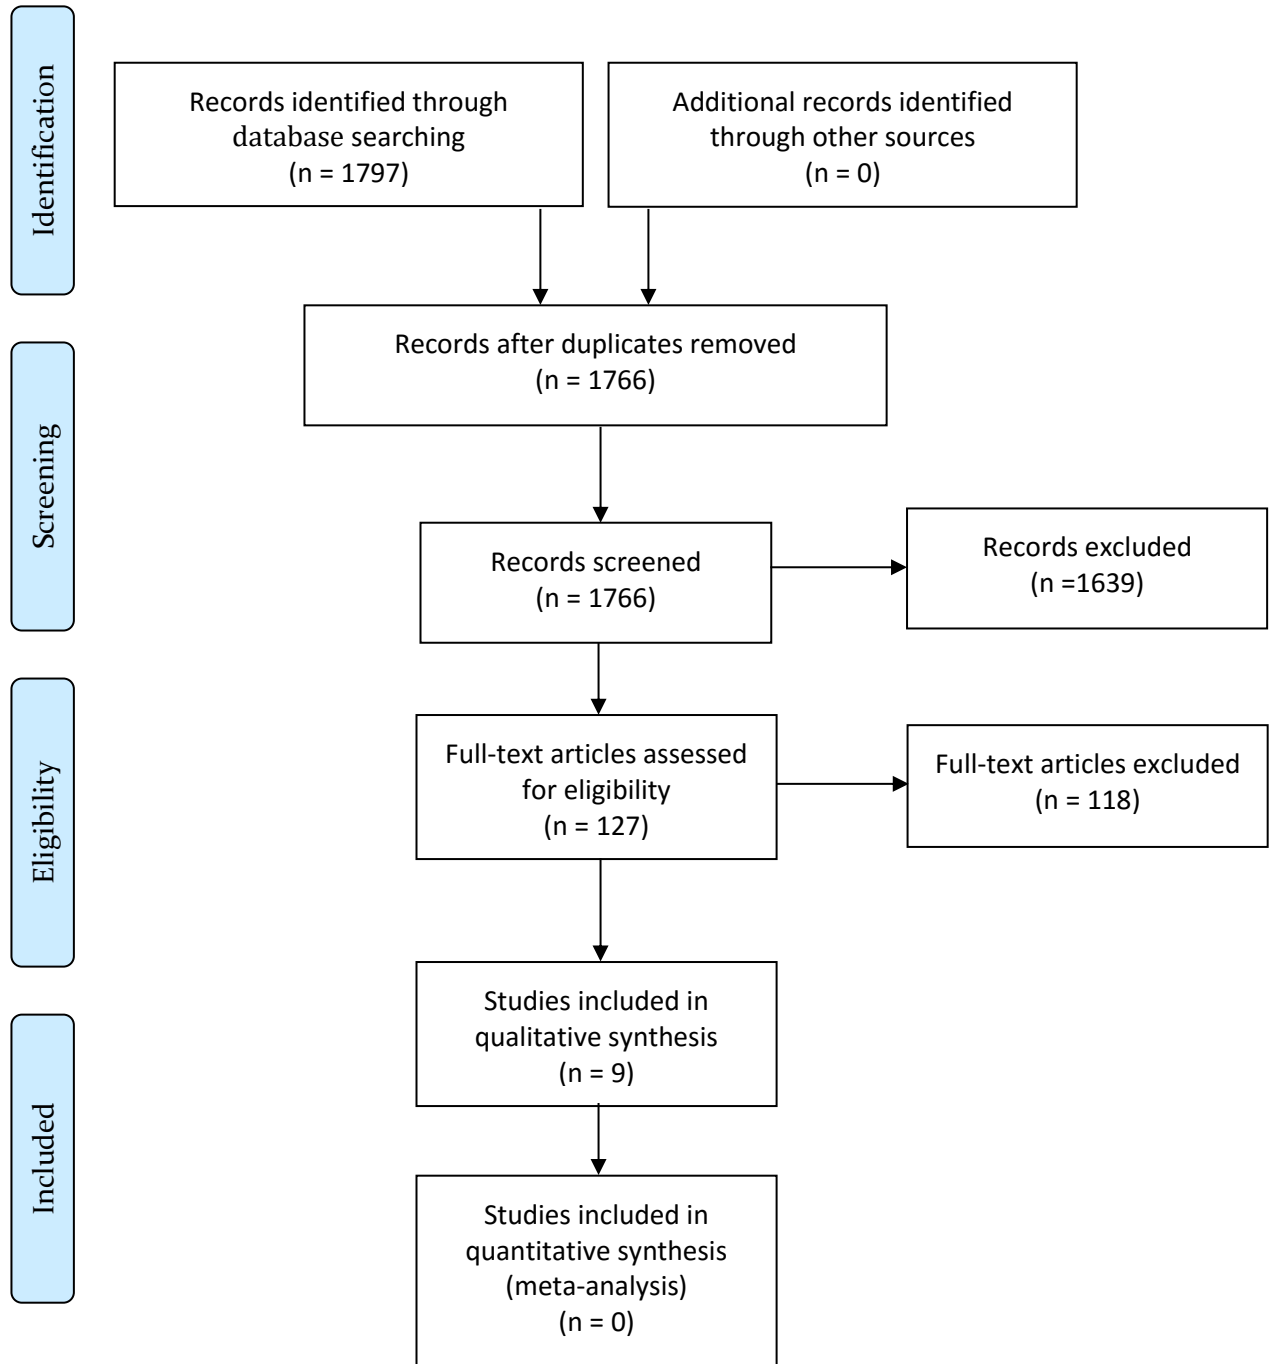 Identification
Records identified through
database searching
(n = 1797)
Additional records identified
through other sources
(n = 0)
Records after duplicates removed
(n = 1766)
Screening
Records screened
(n = 1766)
Records excluded
(n =1639)
Eligibility
Full-text articles assessed
for eligibility
(n = 127)
Full-text articles excluded
(n = 118)
Studies included in
qualitative synthesis
(n = 9)
Included
Studies included in
quantitative synthesis
(meta-analysis)
(n = 0)